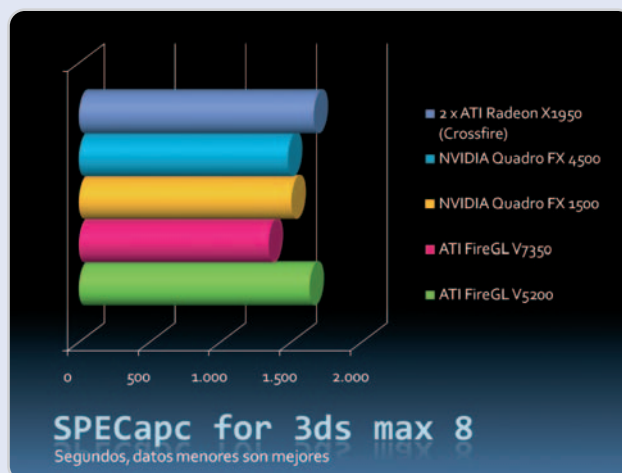 2 x ATI Radeon X1950
(Crossfire)
NVIDIA Quadro FX 4500
NVIDIA Quadro FX 1500
ATI FireGL V7350
ATI FireGL V5200
0 500 1.000 1.500 2.000
SPECapc for 3ds max 8
Segundos, datos menores son mejores